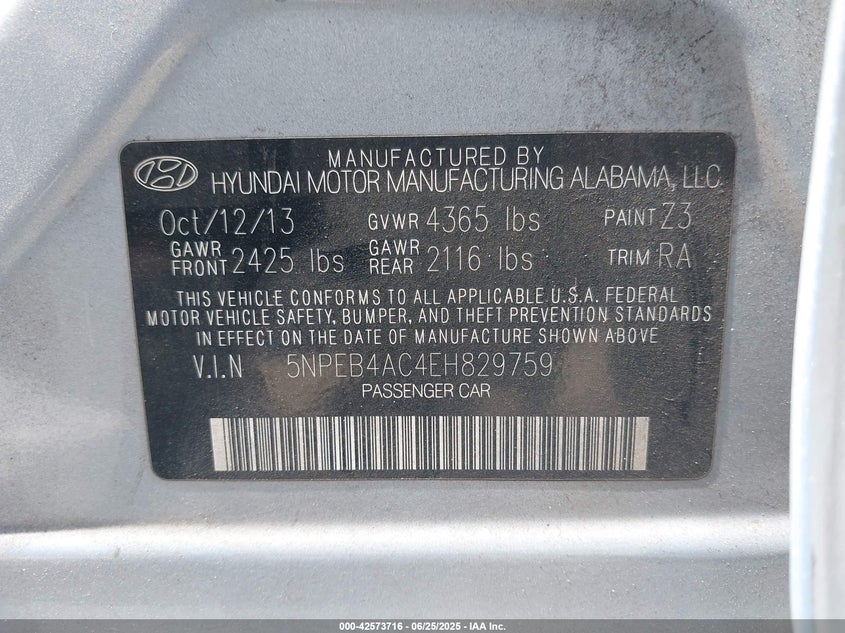 MANUFACTURED BY
HYUNDAI MOTOR MANUFACTURING ALABAMA, LLC
Oct/12/13 GVWR 4365 lbs PAINT Z3
GAWR FRONT 2425 lbs GAWR REAR 2116 lbs TRIM RA
THIS VEHICLE CONFORMS TO ALL APPLICABLE U.S.A. FEDERAL
MOTOR VEHICLE SAFETY, BUMPER, AND THEFT PREVENTION STANDARDS
IN EFFECT ON THE DATE OF MANUFACTURE SHOWN ABOVE
V.I.N 5NPEB4AC4EH829759
PASSENGER CAR
000-42573716 - 06/25/2025 - IAA Inc.